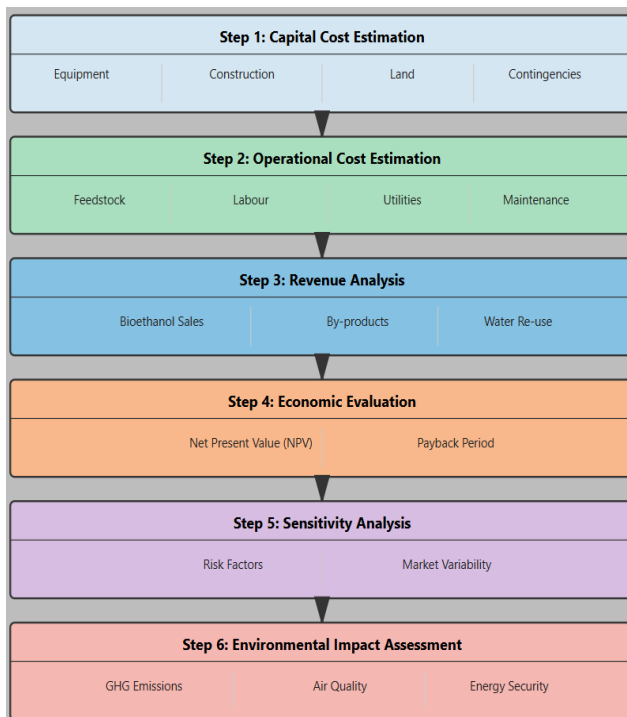 Step 1: Capital Cost Estimation
Equipment Construction Land Contingencies
Step 2: Operational Cost Estimation
Feedstock Labour Utilities Maintenance
Step 3: Revenue Analysis
Bioethanol Sales By-products Water Re-use
Step 4: Economic Evaluation
Net Present Value (NPV) Payback Period
Step 5: Sensitivity Analysis
Risk Factors Market Variability
Step 6: Environmental Impact Assessment
GHG Emissions Air Quality Energy Security